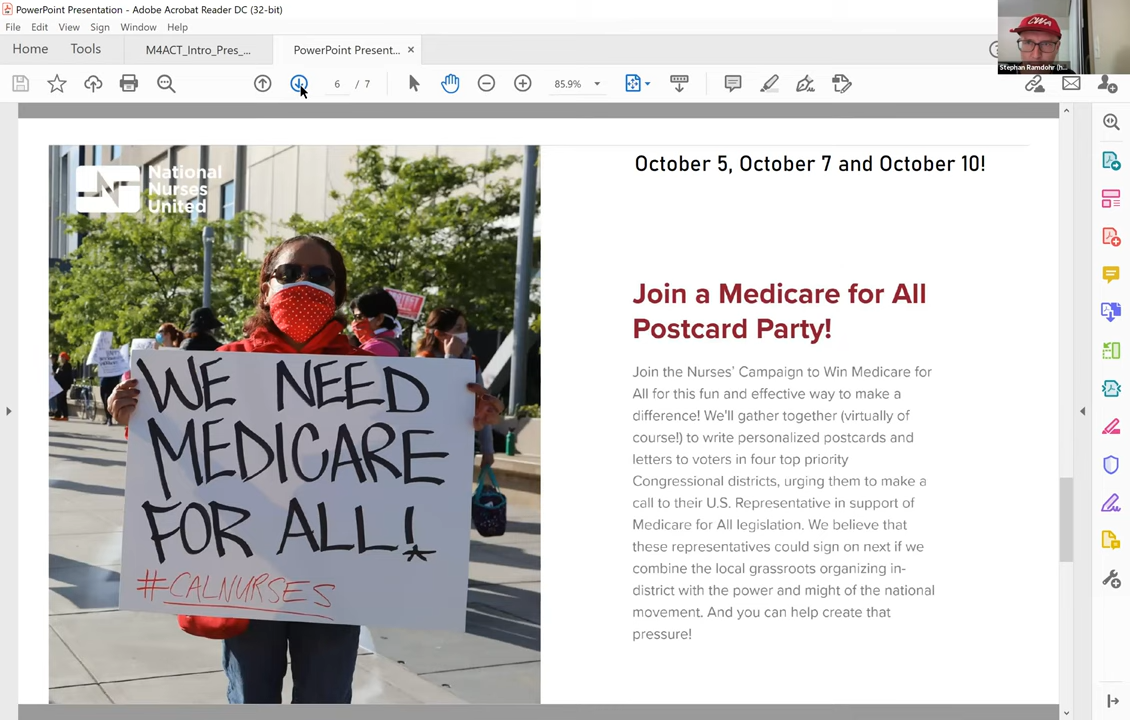 PowerPoint Presentation - Adobe Acrobat Reader DC (32-bit)
File Edit View Sign Window Help
Home Tools M4ACT_Intro_Pres_... PowerPoint Present... ×
6 / 7 85.9%
Stephan Ramdohr (h...
CWA
National
Nurses
United
WE NEED
MEDICARE
FOR ALL!
#CALNURSES
October 5, October 7 and October 10!
Join a Medicare for All
Postcard Party!
Join the Nurses' Campaign to Win Medicare for
All for this fun and effective way to make a
difference! We'll gather together (virtually of
course!) to write personalized postcards and
letters to voters in four top priority
Congressional districts, urging them to make a
call to their U.S. Representative in support of
Medicare for All legislation. We believe that
these representatives could sign on next if we
combine the local grassroots organizing in-
district with the power and might of the national
movement. And you can help create that
pressure!